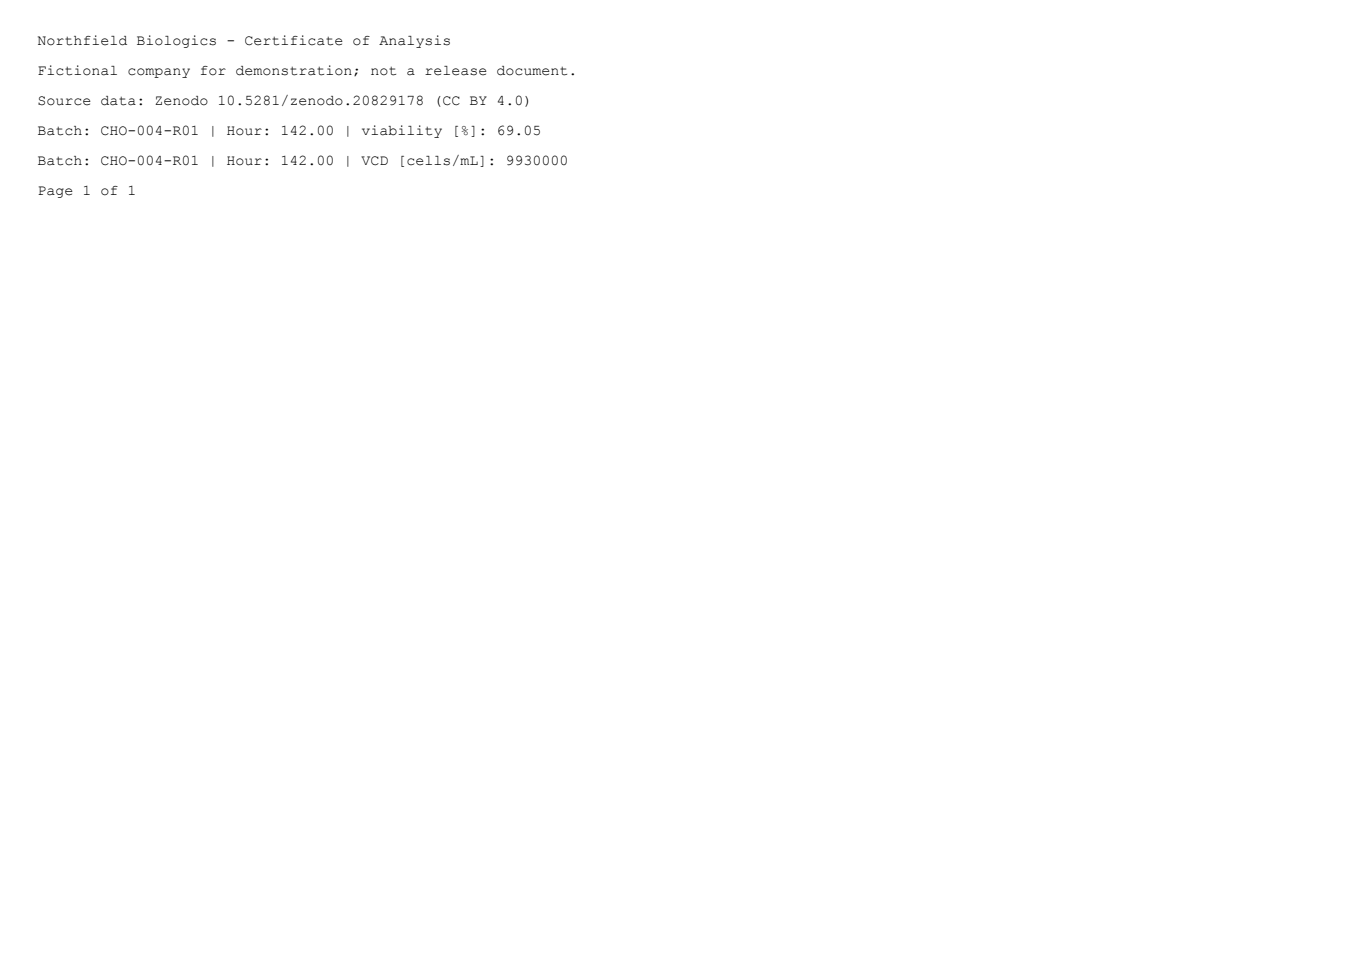 Northfield Biologics - Certificate of Analysis
Fictional company for demonstration; not a release document.
Source data: Zenodo 10.5281/zenodo.20829178 (CC BY 4.0)
Batch: CHO-004-R01 | Hour: 142.00 | viability [%]: 69.05
Batch: CHO-004-R01 | Hour: 142.00 | VCD [cells/mL]: 9930000
Page 1 of 1